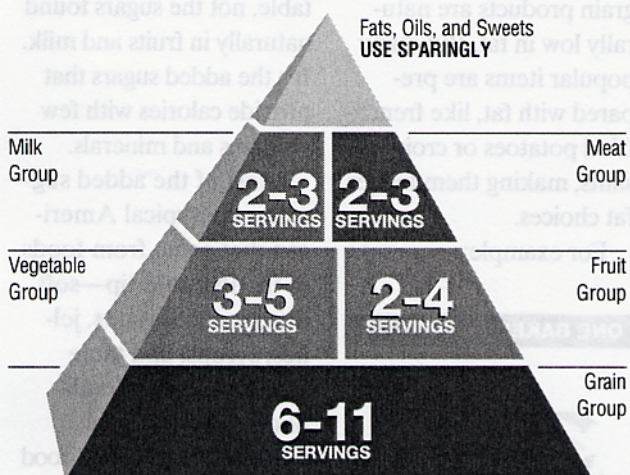 Fats, Oils, and Sweets
USE SPARINGLY
Milk
Group
Meat
Group
2-3
SERVINGS
2-3
SERVINGS
Vegetable
Group
Fruit
Group
3-5
SERVINGS
2-4
SERVINGS
Grain
Group
6-11
SERVINGS